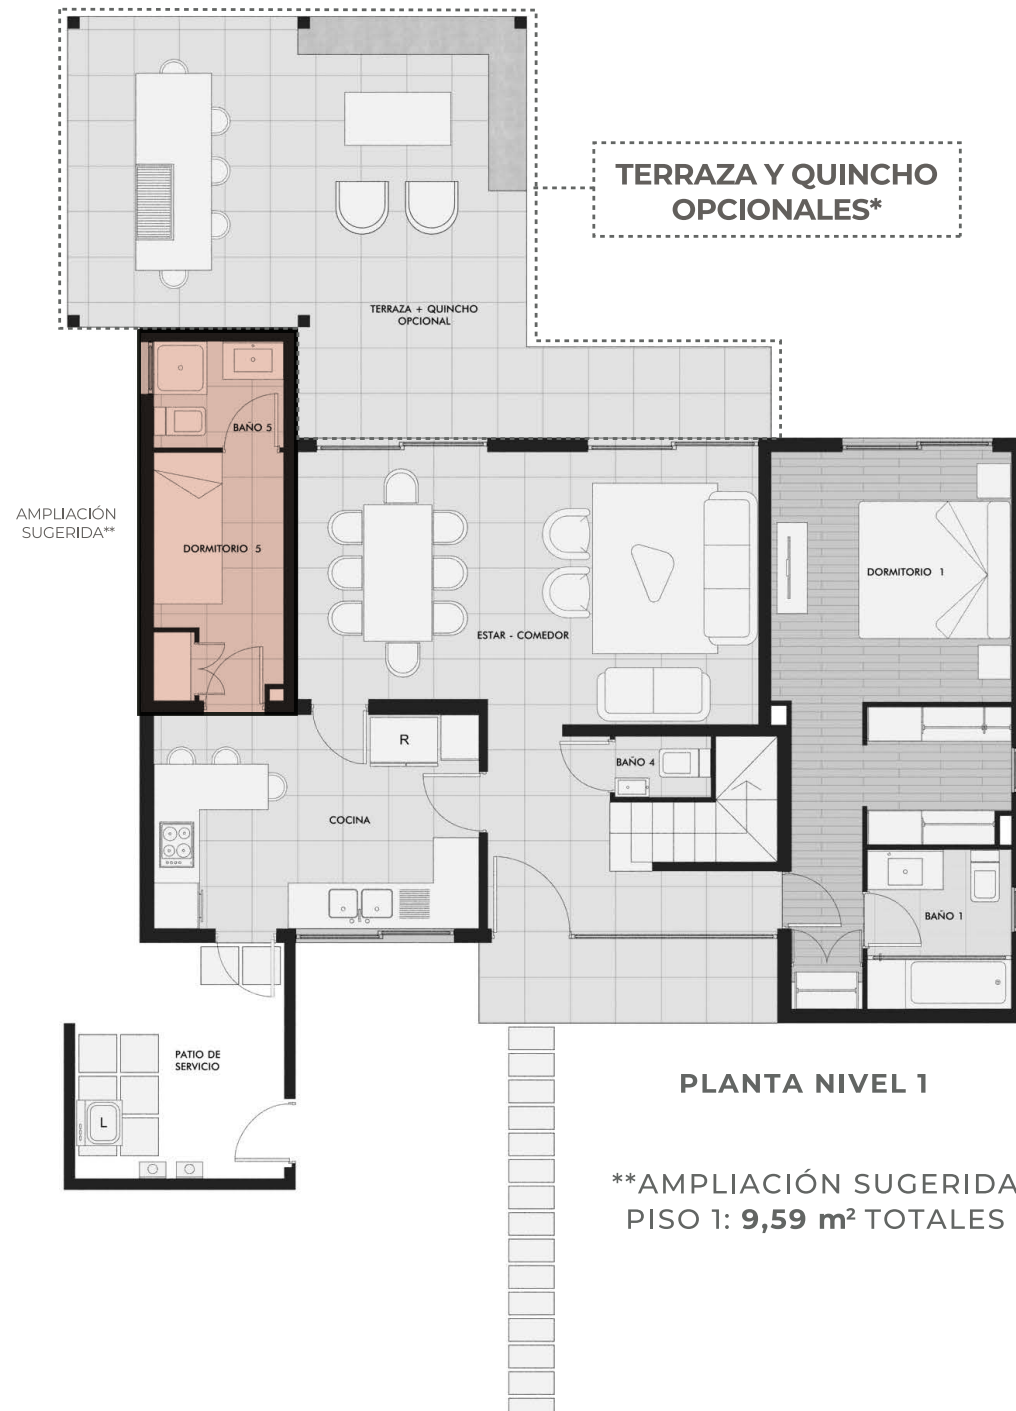 TERRAZA Y QUINCHO
OPCIONALES*
TERRAZA + QUINCHO
OPCIONAL
BAÑO 5
AMPLIACIÓN
SUGERIDA**
DORMITORIO 5
DORMITORIO 1
ESTAR - COMEDOR
R
BAÑO 4
COCINA
BAÑO 1
PATIO DE
SERVICIO
L
PLANTA NIVEL 1
**AMPLIACIÓN SUGERIDA
PISO 1: 9,59 m² TOTALES